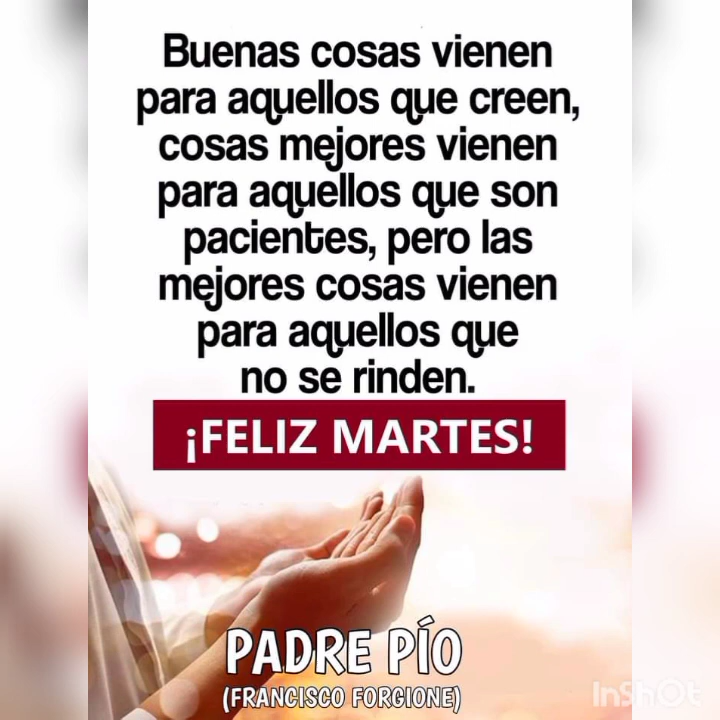 Buenas cosas vienen
para aquellos que creen,
cosas mejores vienen
para aquellos que son
pacientes, pero las
mejores cosas vienen
para aquellos que
no se rinden.
¡FELIZ MARTES!
PADRE PÍO
(FRANCISCO FORGIONE)
InShOt